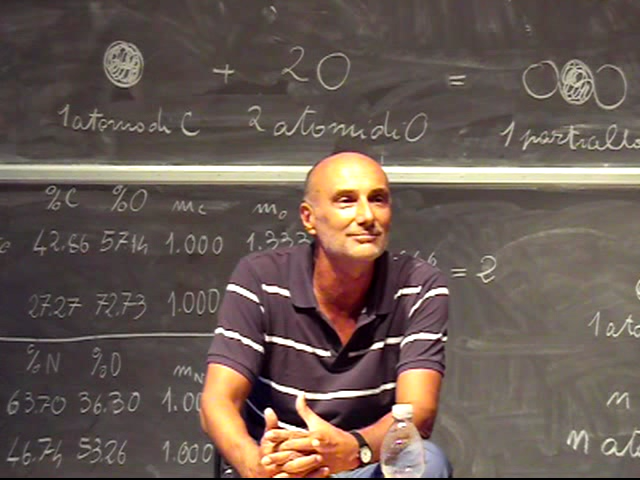 + 2O =
1 atomo di C 2 atomi di O 1 particella
%C %O mc mo
42.86 57.14 1.000 1.333
= 2
27.27 72.73 1.000
1 ato
%N %O mN
63.70 36.30 1.00 m
46.74 53.26 1.000 n ato